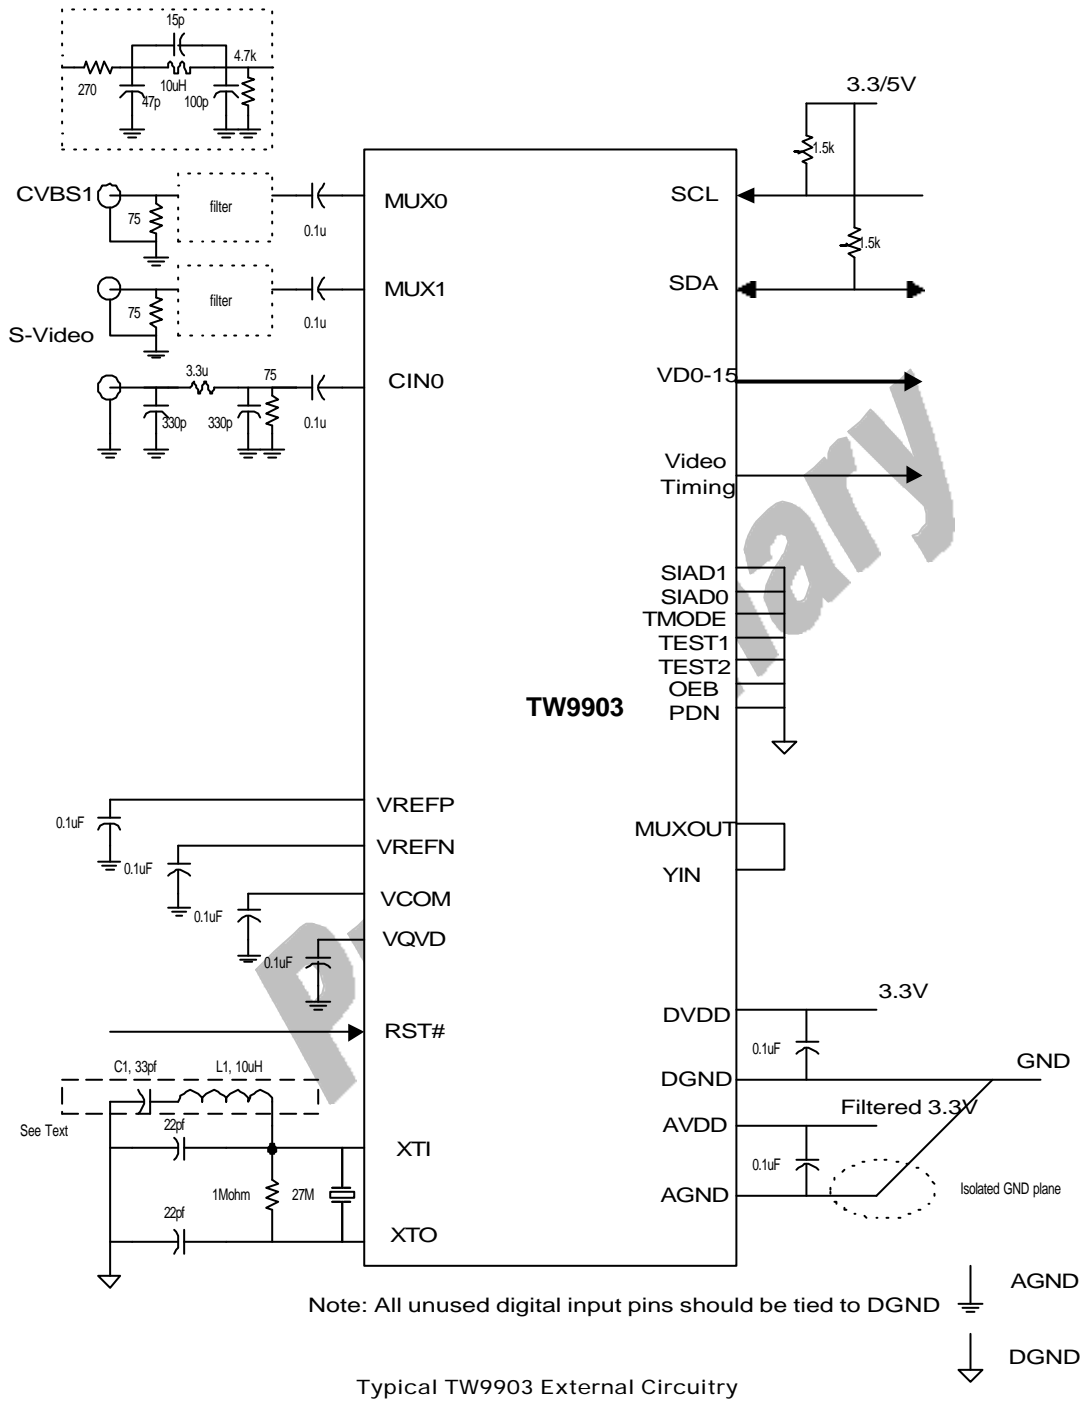 15p
4.7k
270
10uH
47p
100p
3.3/5V
1.5k
CVBS1
75
filter
0.1u
MUX0
SCL
1.5k
75
filter
0.1u
MUX1
SDA
S-Video
3.3u
75
330p
330p
0.1u
CIN0
VD0-15
Video
Timing
SIAD1
SIAD0
TMODE
TEST1
TEST2
OEB
PDN
TW9903
0.1uF
VREFP
MUXOUT
0.1uF
VREFN
YIN
0.1uF
VCOM
0.1uF
VQVD
3.3V
DVDD
RST#
0.1uF
GND
C1, 33pf
L1, 10uH
DGND
Filtered 3.3V
See Text
22pf
AVDD
XTI
0.1uF
1Mohm
27M
AGND
Isolated GND plane
22pf
XTO
AGND
Note: All unused digital input pins should be tied to DGND
DGND
Typical TW9903 External Circuitry